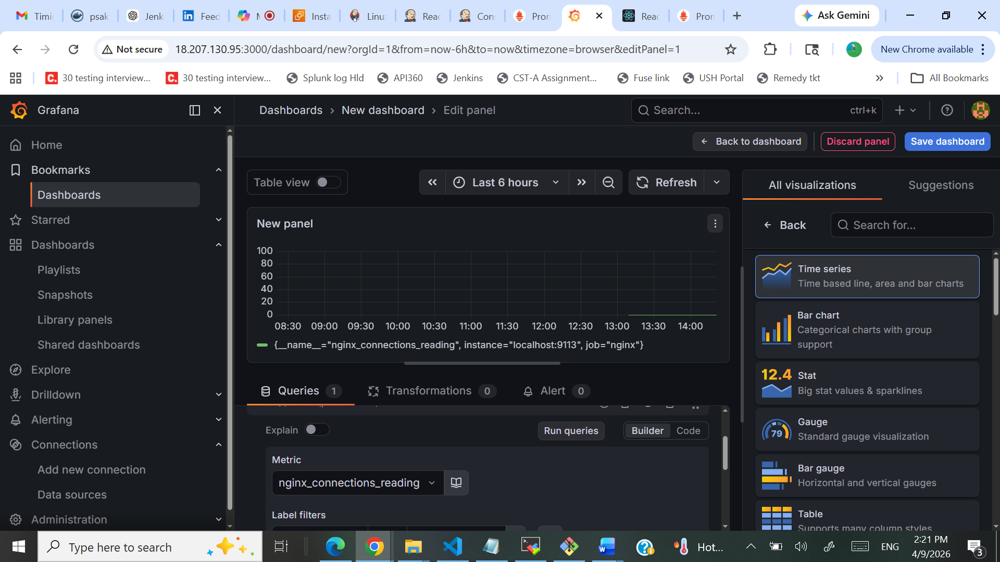 Timi
psak
Jenk
Feed
M
Insta
Linu
Reac
Con
Pron
Reac
Pron
Ask Gemini
Not secure
18.207.130.95:3000/dashboard/new?orgId=1&from=now-6h&to=now&timezone=browser&editPanel=1
New Chrome available
30 testing interview...
30 testing interview...
Splunk log Hld
API360
Jenkins
CST-A Assignment...
Fuse link
USH Portal
Remedy tkt
All Bookmarks
Grafana
Dashboards › New dashboard › Edit panel
Search...
ctrl+k
Back to dashboard
Discard panel
Save dashboard
Home
Bookmarks
Dashboards
Starred
Dashboards
Playlists
Snapshots
Library panels
Shared dashboards
Explore
Drilldown
Alerting
Connections
Add new connection
Data sources
Administration
Table view
Last 6 hours
Refresh
New panel
100
80
60
40
20
0
08:30 09:00 09:30 10:00 10:30 11:00 11:30 12:00 12:30 13:00 13:30 14:00
{__name__="nginx_connections_reading", instance="localhost:9113", job="nginx"}
Queries 1
Transformations 0
Alert 0
Explain
Run queries
Builder
Code
Metric
nginx_connections_reading
Label filters
All visualizations
Suggestions
Back
Search for...
Time series
Time based line, area and bar charts
Bar chart
Categorical charts with group
support
12.4
Stat
Big stat values & sparklines
79
Gauge
Standard gauge visualization
Bar gauge
Horizontal and vertical gauges
Table
Supports many column styles
Type here to search
Hot...
ENG
2:21 PM
4/9/2026
3